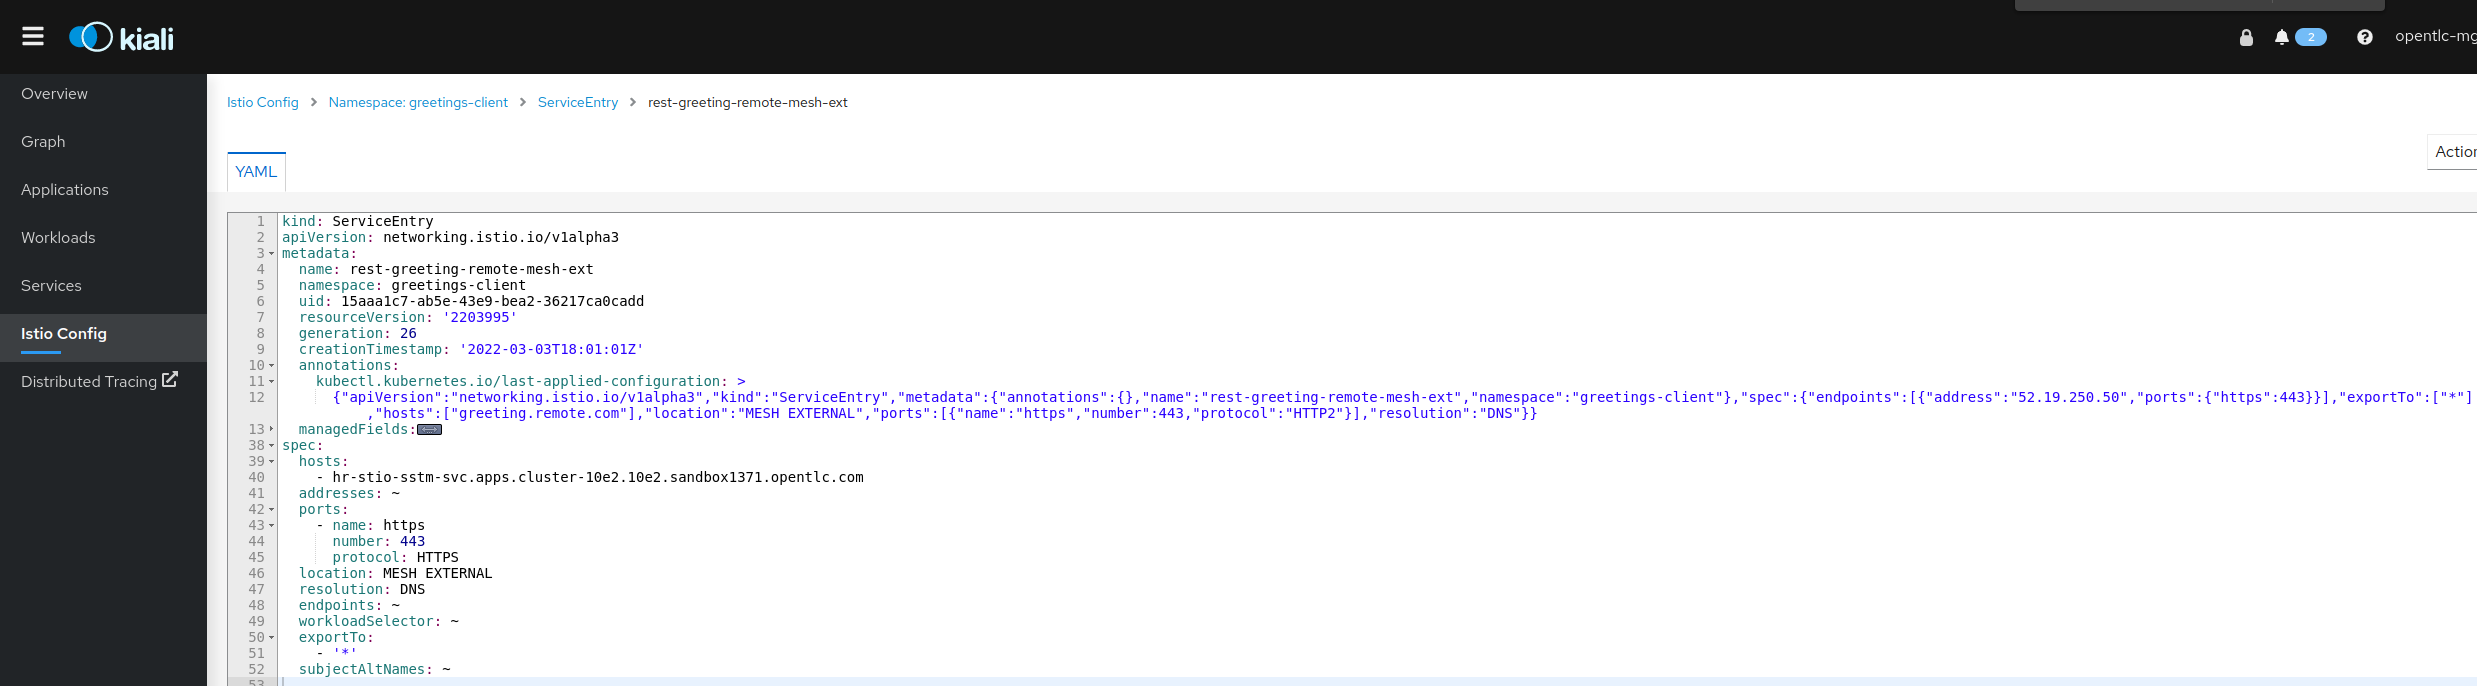 kiali
2
opentlc-mg
Overview
Graph
Applications
Workloads
Services
Istio Config
Distributed Tracing
Istio Config > Namespace: greetings-client > ServiceEntry > rest-greeting-remote-mesh-ext
Action
YAML
1 kind: ServiceEntry
2 apiVersion: networking.istio.io/v1alpha3
3 metadata:
4 name: rest-greeting-remote-mesh-ext
5 namespace: greetings-client
6 uid: 15aaa1c7-ab5e-43e9-bea2-36217ca0cadd
7 resourceVersion: '2203995'
8 generation: 26
9 creationTimestamp: '2022-03-03T18:01:01Z'
10 annotations:
11 kubectl.kubernetes.io/last-applied-configuration: >
12 {"apiVersion":"networking.istio.io/v1alpha3","kind":"ServiceEntry","metadata":{"annotations":{},"name":"rest-greeting-remote-mesh-ext","namespace":"greetings-client"},"spec":{"endpoints":[{"address":"52.19.250.50","ports":{"https":443}}],"exportTo":["*"]
,"hosts":["greeting.remote.com"],"location":"MESH EXTERNAL","ports":[{"name":"https","number":443,"protocol":"HTTP2"}],"resolution":"DNS"}}
13 managedFields:
38 spec:
39 hosts:
40 - hr-stio-sstm-svc.apps.cluster-10e2.10e2.sandbox1371.opentlc.com
41 addresses: ~
42 ports:
43 - name: https
44 number: 443
45 protocol: HTTPS
46 location: MESH EXTERNAL
47 resolution: DNS
48 endpoints: ~
49 workloadSelector: ~
50 exportTo:
51 - '*'
52 subjectAltNames: ~
53